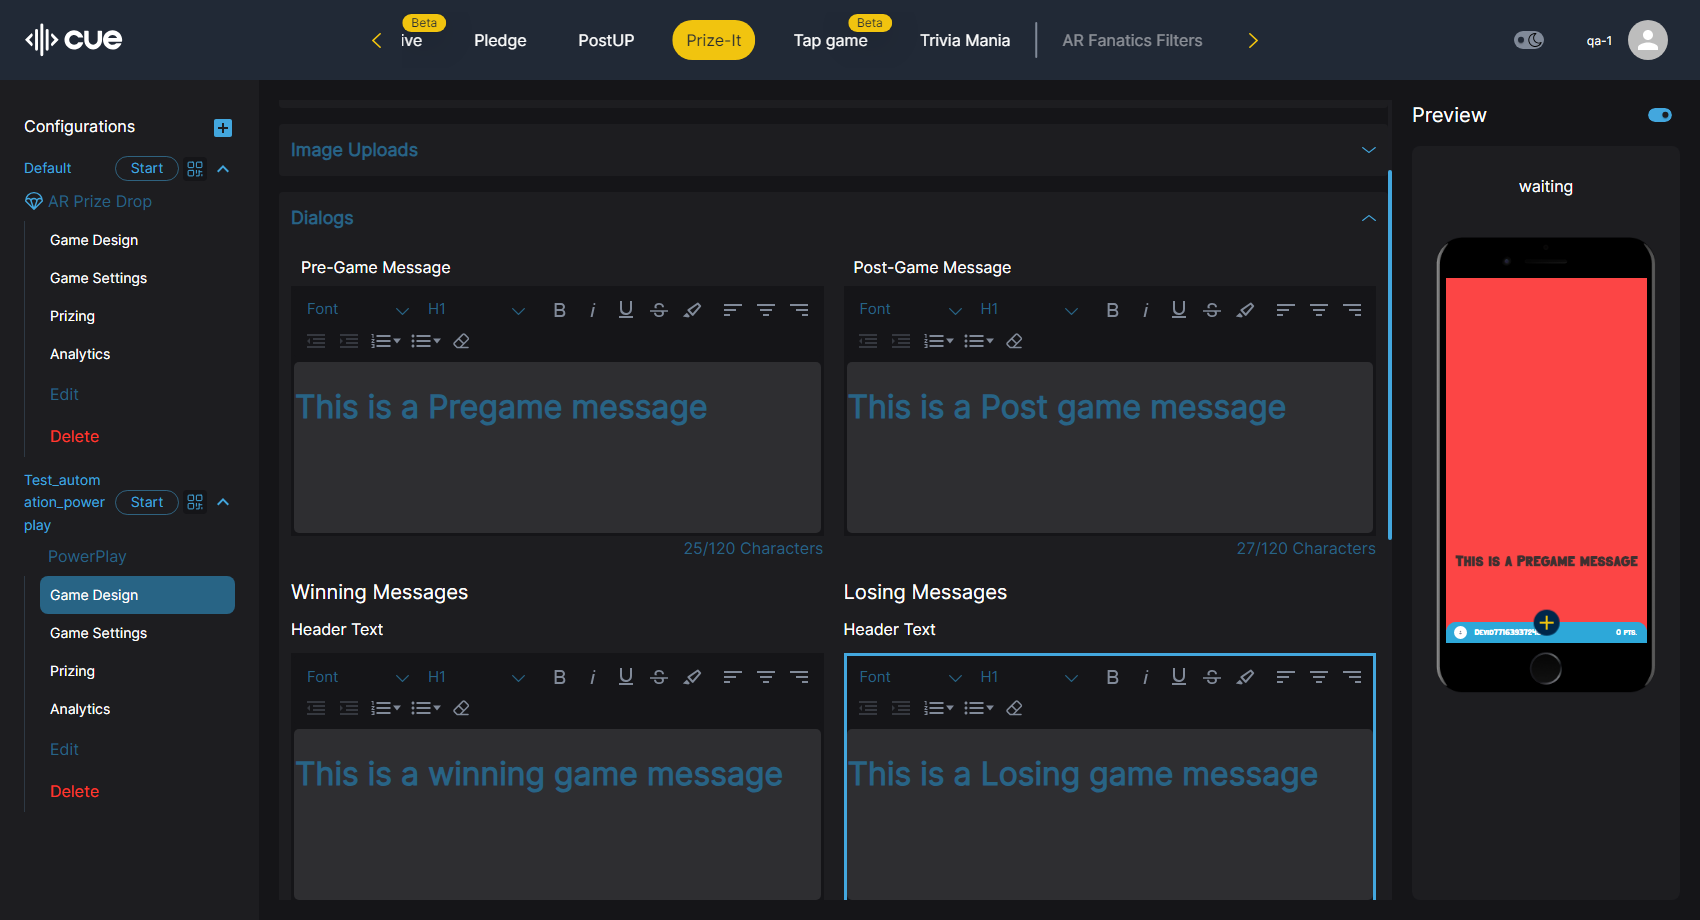 cue
ive
Beta
Pledge
PostUP
Prize-It
Tap game
Beta
Trivia Mania
AR Fanatics Filters
qa-1
Configurations
Default
Start
AR Prize Drop
Game Design
Game Settings
Prizing
Analytics
Edit
Delete
Test_autom
ation_power
play
Start
PowerPlay
Game Design
Game Settings
Prizing
Analytics
Edit
Delete
Image Uploads
Dialogs
Pre-Game Message
Font
H1
This is a Pregame message
25/120 Characters
Post-Game Message
Font
H1
This is a Post game message
27/120 Characters
Winning Messages
Header Text
Font
H1
This is a winning game message
Losing Messages
Header Text
Font
H1
This is a Losing game message
Preview
waiting
This is a Pregame message
0 pts.